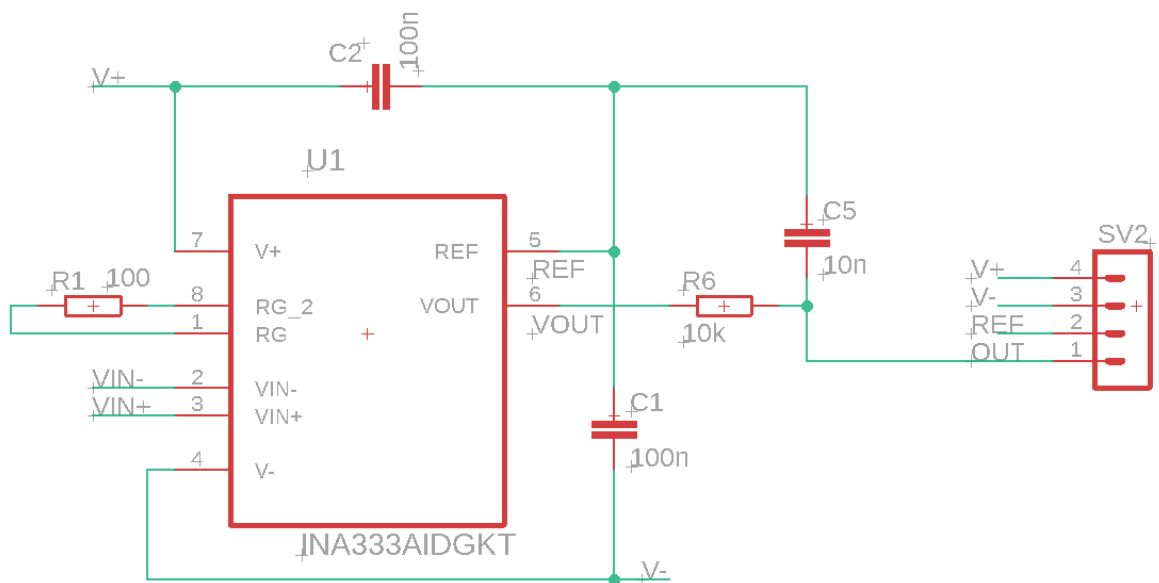 C2
100n
V+
U1
7
V+
REF
5
REF
C5
10n
SV2
R1
100
8
RG_2
VOUT
6
VOUT
R6
10k
1
RG
V+
4
V-
3
REF
2
OUT
1
VIN-
2
VIN-
VIN+
3
VIN+
C1
100n
4
V-
INA333AIDGKT
V-